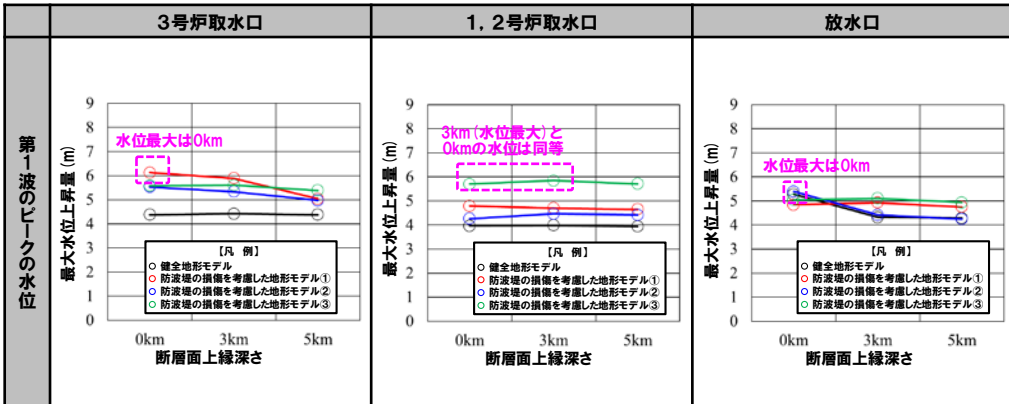 3号炉取水口
1，2号炉取水口
放水口
第1波のピークの水位
最大水位上昇量(m)
9
8
7
6
5
4
3
2
1
0
水位最大は0km
【凡 例】
健全地形モデル
防波堤の損傷を考慮した地形モデル①
防波堤の損傷を考慮した地形モデル②
防波堤の損傷を考慮した地形モデル③
0km 3km 5km
断層面上縁深さ
最大水位上昇量(m)
9
8
7
6
5
4
3
2
1
0
3km(水位最大)と
0kmの水位は同等
【凡 例】
健全地形モデル
防波堤の損傷を考慮した地形モデル①
防波堤の損傷を考慮した地形モデル②
防波堤の損傷を考慮した地形モデル③
0km 3km 5km
断層面上縁深さ
最大水位上昇量(m)
9
8
7
6
5
4
3
2
1
0
水位最大は0km
【凡 例】
健全地形モデル
防波堤の損傷を考慮した地形モデル①
防波堤の損傷を考慮した地形モデル②
防波堤の損傷を考慮した地形モデル③
0km 3km 5km
断層面上縁深さ